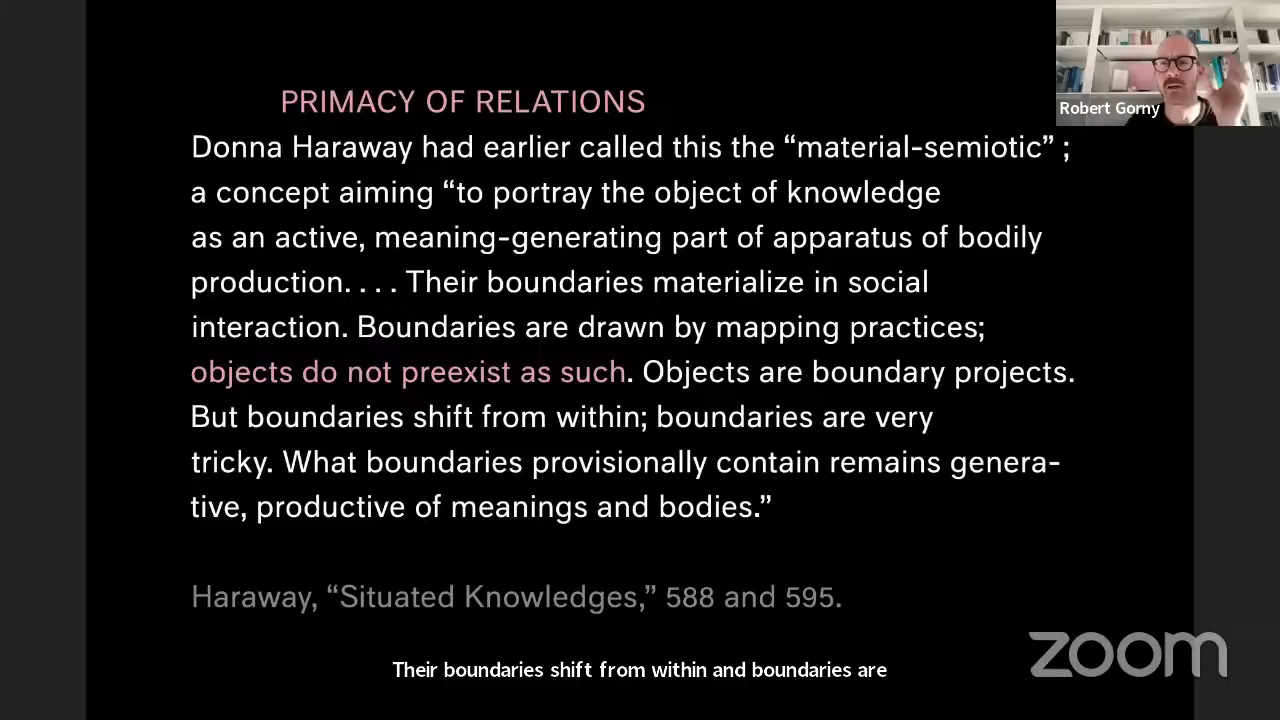 PRIMACY OF RELATIONS
Donna Haraway had earlier called this the “material-semiotic” ;
a concept aiming “to portray the object of knowledge
as an active, meaning-generating part of apparatus of bodily
production. . . . Their boundaries materialize in social
interaction. Boundaries are drawn by mapping practices;
objects do not preexist as such. Objects are boundary projects.
But boundaries shift from within; boundaries are very
tricky. What boundaries provisionally contain remains genera-
tive, productive of meanings and bodies.”
Haraway, “Situated Knowledges,” 588 and 595.
Robert Gorny
Their boundaries shift from within and boundaries are
zoom